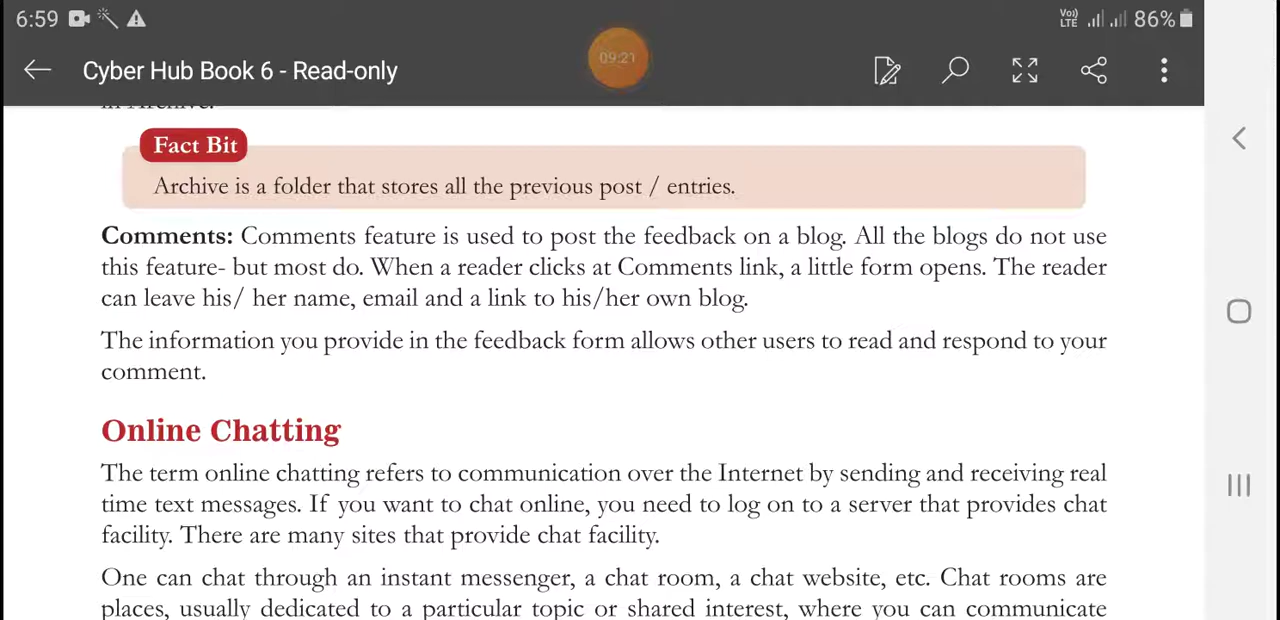 6:59
Vo)) LTE 86%
09:21
Cyber Hub Book 6 - Read-only
in Archive.
Fact Bit
Archive is a folder that stores all the previous post / entries.
Comments: Comments feature is used to post the feedback on a blog. All the blogs do not use
this feature- but most do. When a reader clicks at Comments link, a little form opens. The reader
can leave his/ her name, email and a link to his/her own blog.
The information you provide in the feedback form allows other users to read and respond to your
comment.
Online Chatting
The term online chatting refers to communication over the Internet by sending and receiving real
time text messages. If you want to chat online, you need to log on to a server that provides chat
facility. There are many sites that provide chat facility.
One can chat through an instant messenger, a chat room, a chat website, etc. Chat rooms are
places, usually dedicated to a particular topic or shared interest, where you can communicate